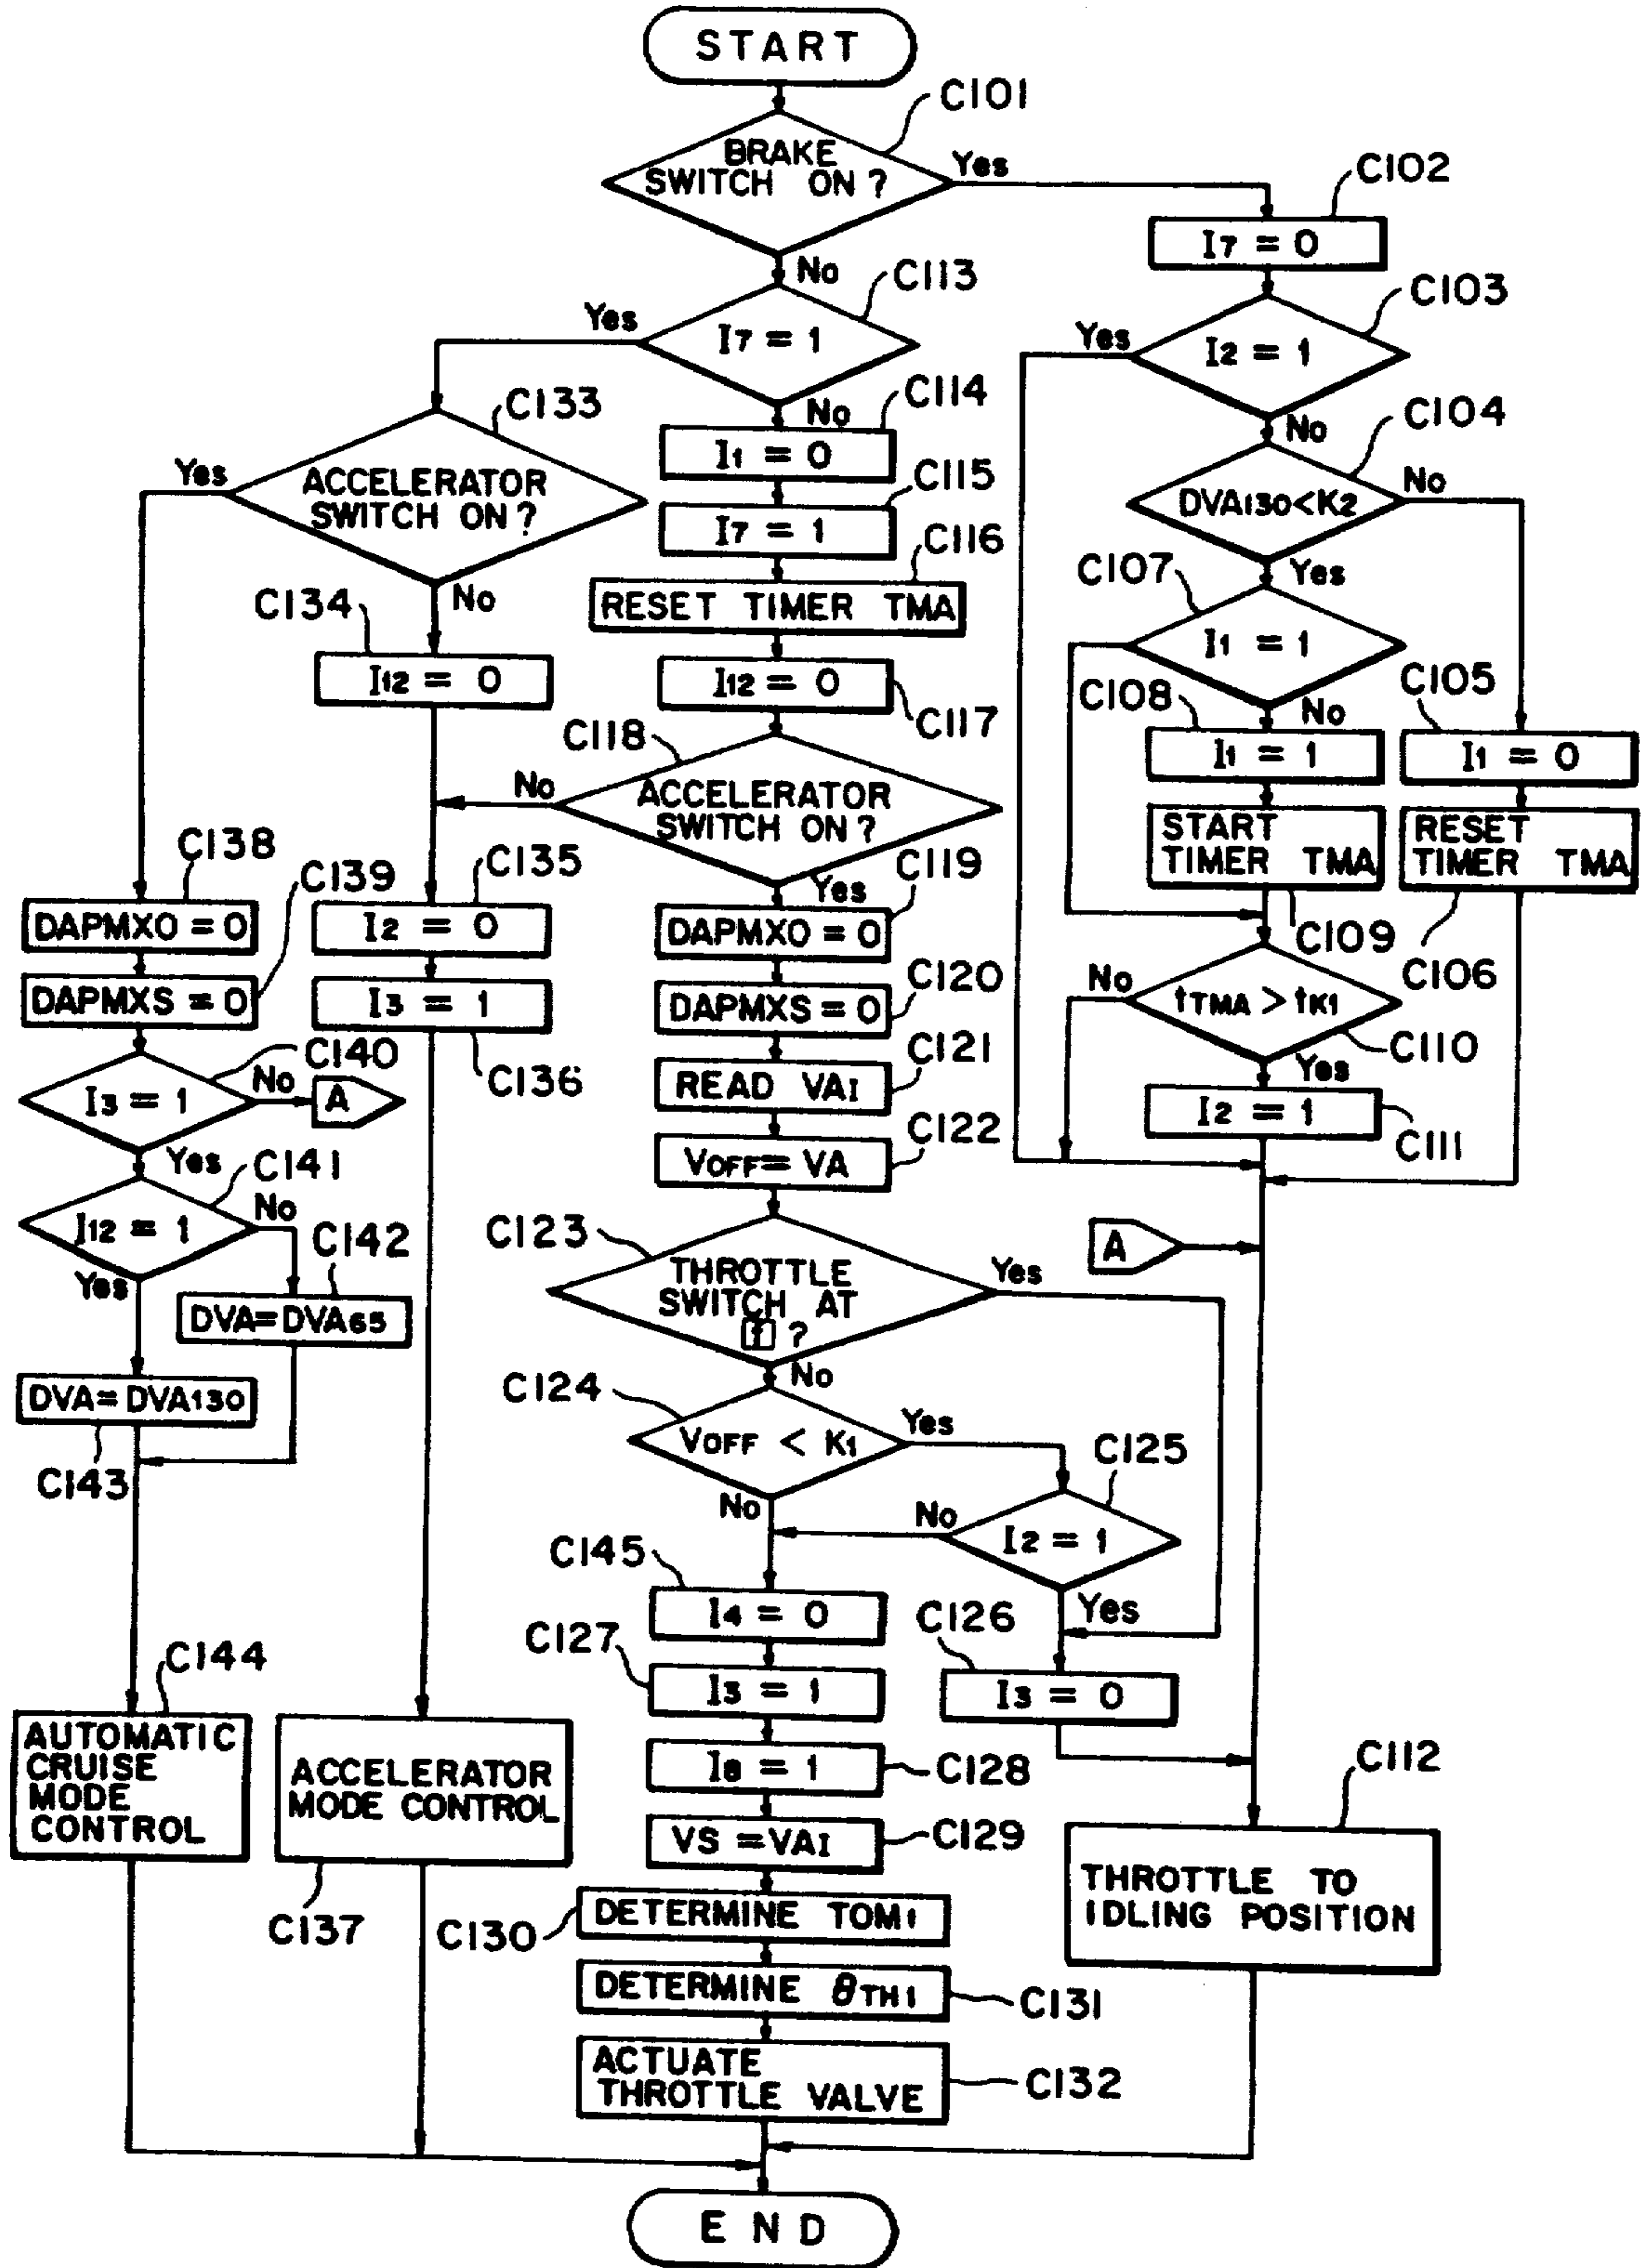 START
C101
BRAKE
SWITCH ON?
Yes
C102
I7 = 0
No
C113
I7 = 1
Yes
C103
I2 = 1
Yes
No
C114
I1 = 0
No
C104
DVA130<K2
No
C133
ACCELERATOR
SWITCH ON?
Yes
C115
I7 = 1
C116
RESET TIMER TMA
C107
Yes
I1 = 1
C134
No
I12 = 0
I12 = 0
C117
C108
No
I1 = 1
C105
I1 = 0
C118
No
ACCELERATOR
SWITCH ON?
START
TIMER TMA
RESET
TIMER TMA
C138
DAPMXO = 0
C139
DAPMXS = 0
C135
I2 = 0
I3 = 1
C136
Yes
C119
DAPMXO = 0
C120
DAPMXS = 0
C109
C106
No
tTMA > tK1
C110
C140
I3 = 1
No
A
C121
READ VAI
Yes
I2 = 1
C111
Yes
C141
I12 = 1
No
C122
VOFF = VA
C142
DVA=DVA65
Yes
C123
THROTTLE
SWITCH AT
f ?
Yes
A
DVA=DVA130
C143
C124
No
VOFF < K1
Yes
C125
I2 = 1
No
No
C145
I4 = 0
Yes
C126
I3 = 0
C127
I3 = 1
C144
AUTOMATIC
CRUISE
MODE
CONTROL
ACCELERATOR
MODE CONTROL
C137
I8 = 1
C128
C112
VS = VAI
C129
THROTTLE TO
IDLING POSITION
C130
DETERMINE TOM1
DETERMINE θTH1
C131
ACTUATE
THROTTLE VALVE
C132
END